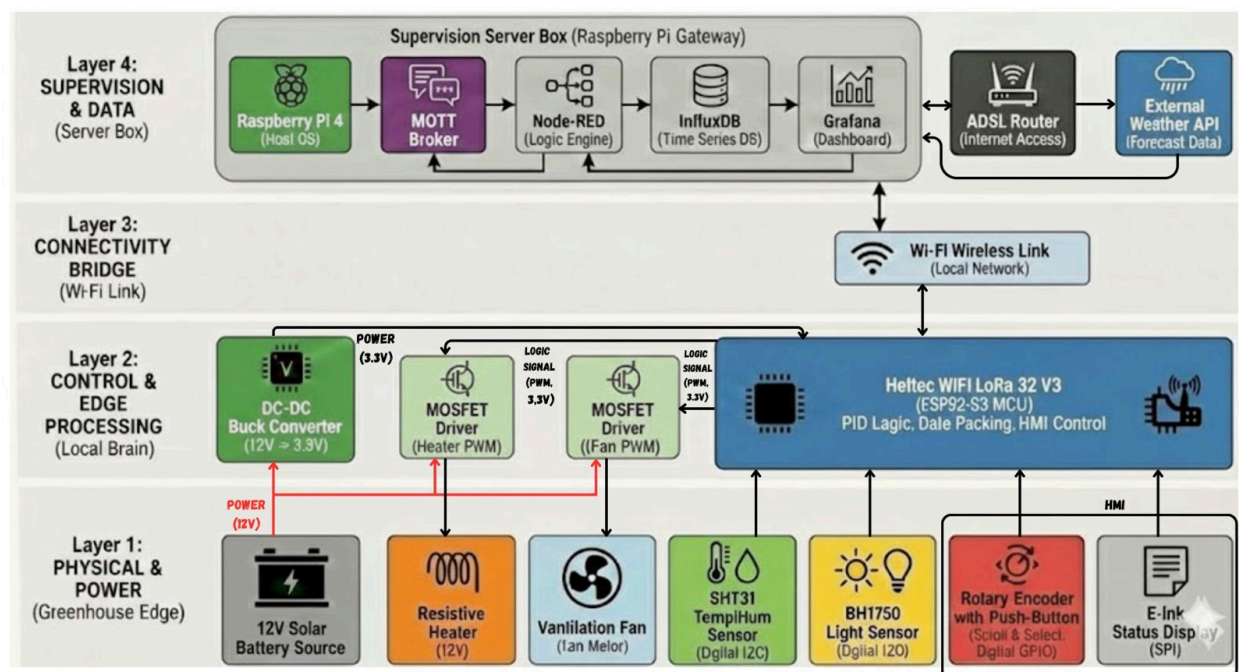 Supervision Server Box (Raspberry Pi Gateway)
Layer 4:
SUPERVISION
& DATA
(Server Box)
Raspberry Pi 4
(Host OS)
MOTT
Broker
Node-RED
(Logic Engine)
InfluxDB
(Time Series DS)
Grafana
(Dashboard)
ADSL Router
(Internet Access)
External
Weather API
(Forecast Data)
Layer 3:
CONNECTIVITY
BRIDGE
(Wi-Fi Link)
Wi-FI Wireless Link
(Local Network)
Layer 2:
CONTROL &
EDGE
PROCESSING
(Local Brain)
V
DC-DC
Buck Converter
(12V → 3.9V)
POWER
(3.3V)
MOSFET
Driver
(Heater PWM)
LOGIC
SIGNAL
(PWM,
3.3V)
MOSFET
Driver
((Fan PWM)
LOGIC
SIGNAL
(PWM,
3.3V)
Heltec WIFI LoRa 32 V3
(ESP92-S3 MCU)
PID Logic, Dale Packing, HMI Control
POWER
(12V)
HMI
Layer 1:
PHYSICAL &
POWER
(Greenhouse Edge)
12V Solar
Battery Source
Resistive
Heater
(12V)
Vanlilation Fan
(Lan Melor)
SHT31
TempiHum
Sensor
(Dglial I2C)
BH1750
Light Sensor
(Dglial I20)
Rotary Encoder
with Push-Button
(Scioli & Select.
Dglial GPIO)
E-Ink
Status Display
(SPI)